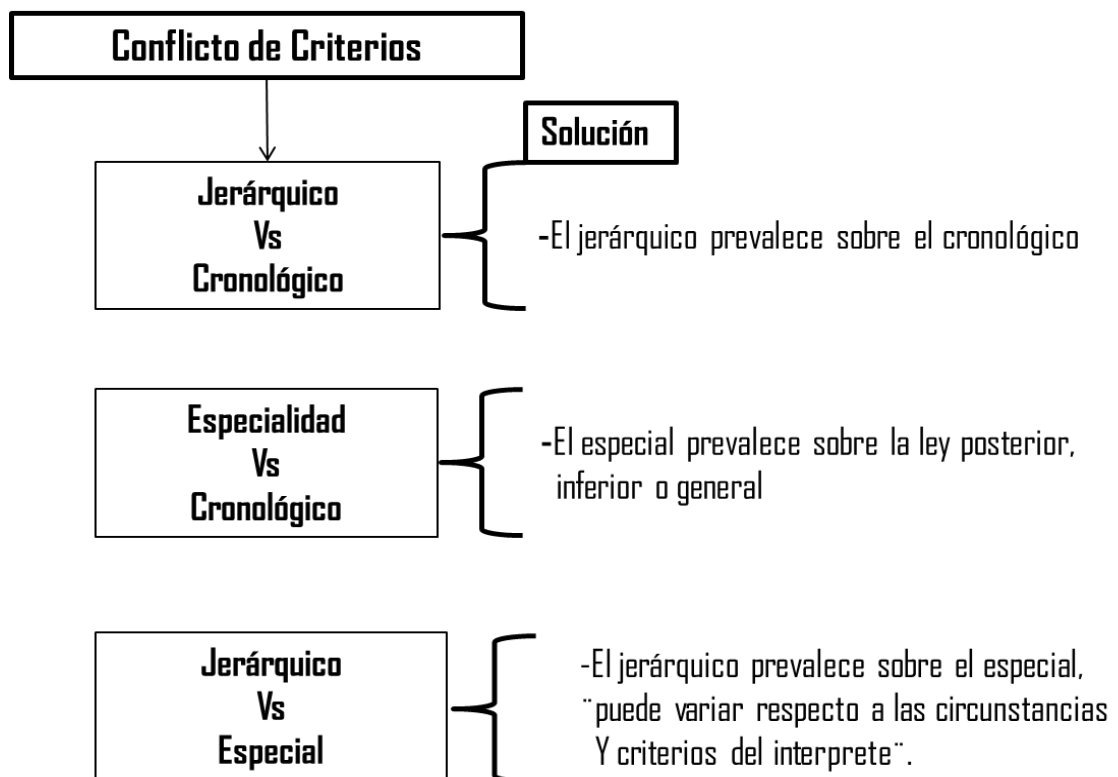 Conflicto de Criterios
Solución
Jerárquico
Vs
Cronológico
-El jerárquico prevalece sobre el cronológico
Especialidad
Vs
Cronológico
-El especial prevalece sobre la ley posterior,
inferior o general
Jerárquico
Vs
Especial
-El jerárquico prevalece sobre el especial,
¨puede variar respecto a las circunstancias
Y criterios del interprete¨.